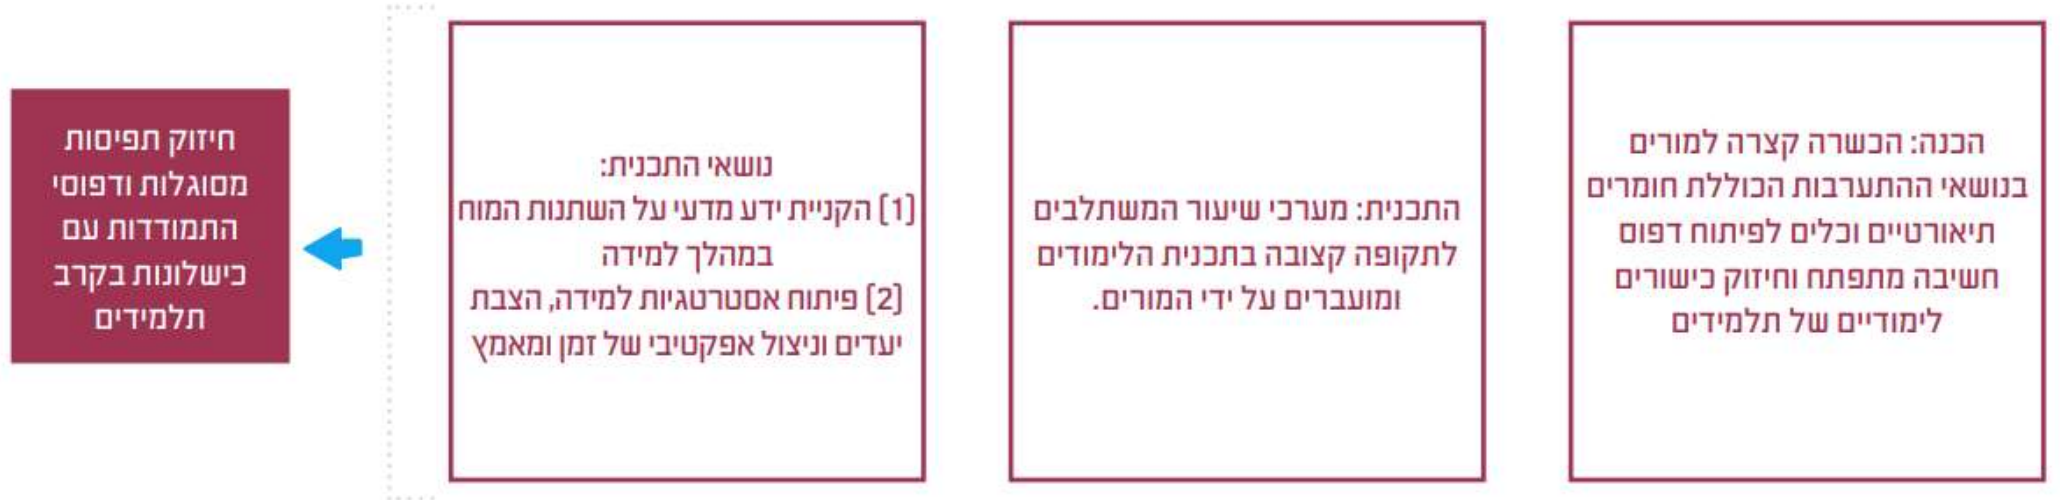 הכנה: הכשרה קצרה למורים
בנושאי ההתערבות הכוללת חומרים
תיאורטיים וכלים לפיתוח דפוס
חשיבה מתפתח וחיזוק כישורים
לימודיים של תלמידים
התכנית: מערכי שיעור המשתלבים
לתקופה קצובה בתכנית הלימודים
ומועברים על ידי המורים.
נושאי התכנית:
(1) הקניית ידע מדעי על השתנות המוח
במהלך למידה
(2) פיתוח אסטרטגיות למידה, הצבת
יעדים וניצול אפקטיבי של זמן ומאמץ
חיזוק תפיסות
מסוגלות ודפוסי
התמודדות עם
כישלונות בקרב
תלמידים